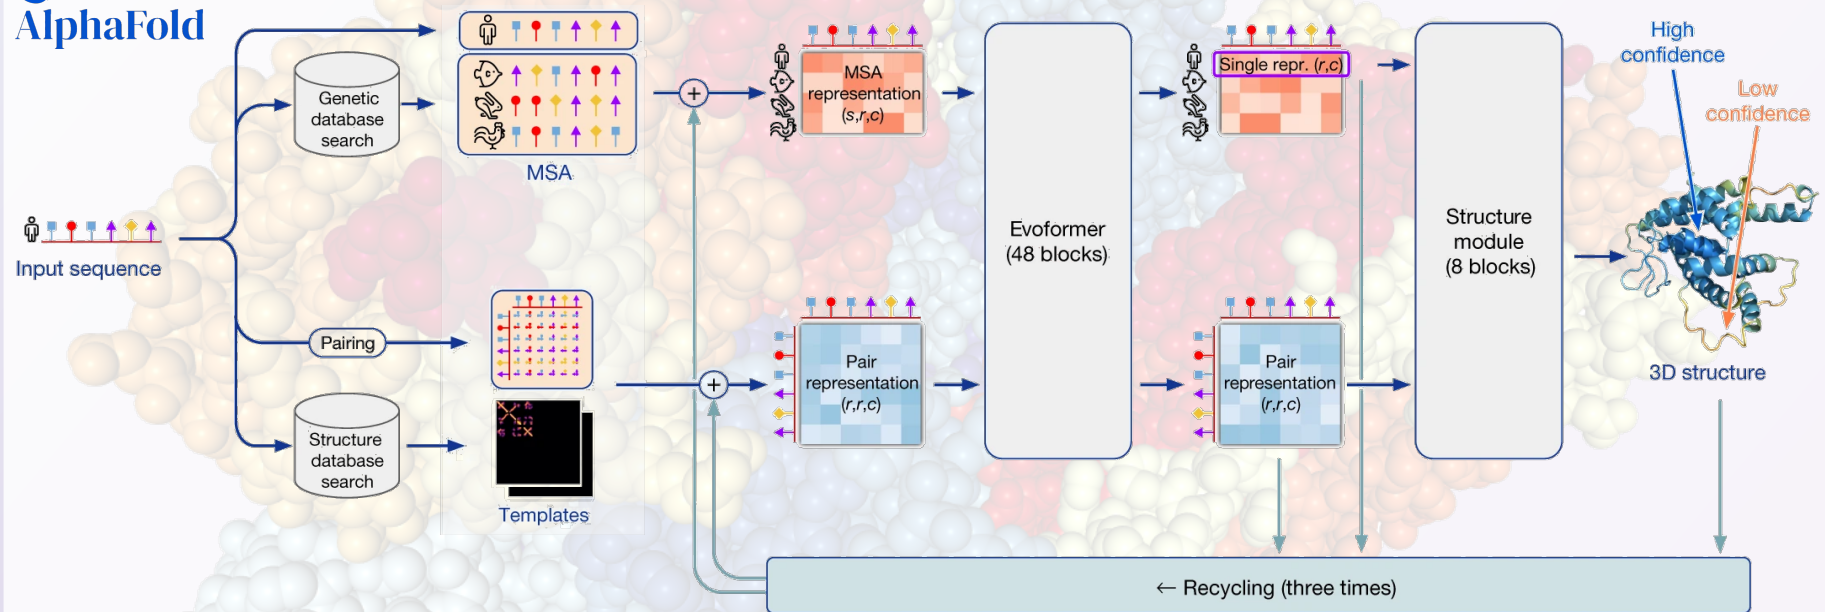 AlphaFold
High
confidence
Low
confidence
Genetic
database
search
MSA
MSA
representation
(s,r,c)
Single repr. (r,c)
Input sequence
Evoformer
(48 blocks)
Structure
module
(8 blocks)
Pairing
Pair
representation
(r,r,c)
Pair
representation
(r,r,c)
3D structure
Structure
database
search
Templates
← Recycling (three times)